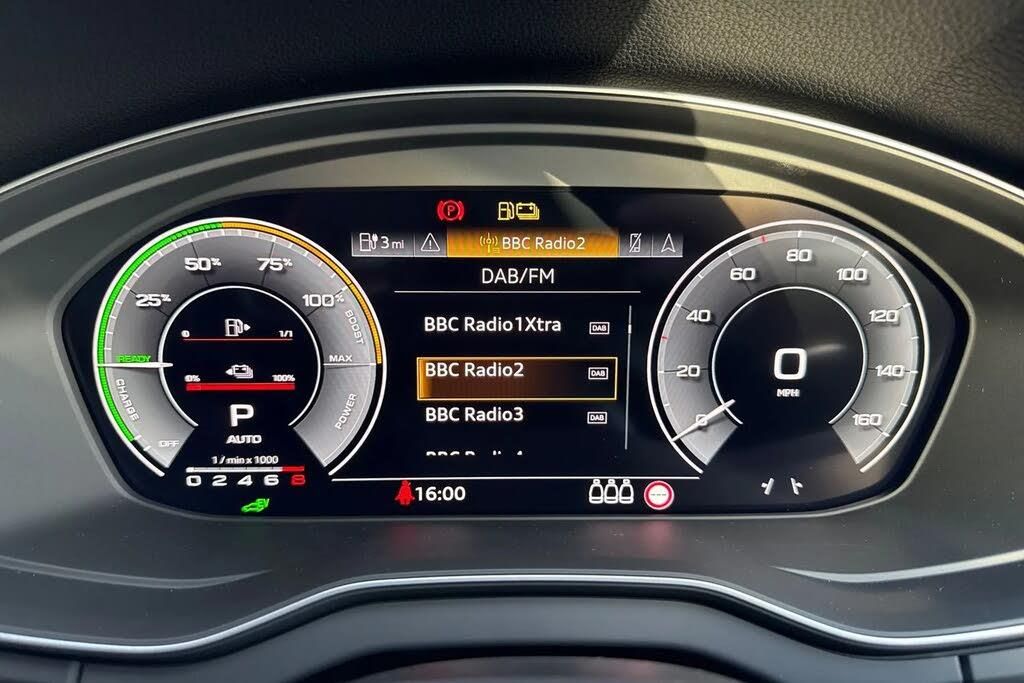 P
3 mi
BBC Radio2
DAB/FM
BBC Radio1Xtra DAB
BBC Radio2 DAB
BBC Radio3 DAB
16:00
OFF
CHARGE
READY
25%
50%
75%
100%
BOOST
MAX
POWER
0 1/1
0% 100%
P
AUTO
1/min x 1000
0 2 4 6 8
EV
0
20
40
60
80
100
120
140
160
0
MPH